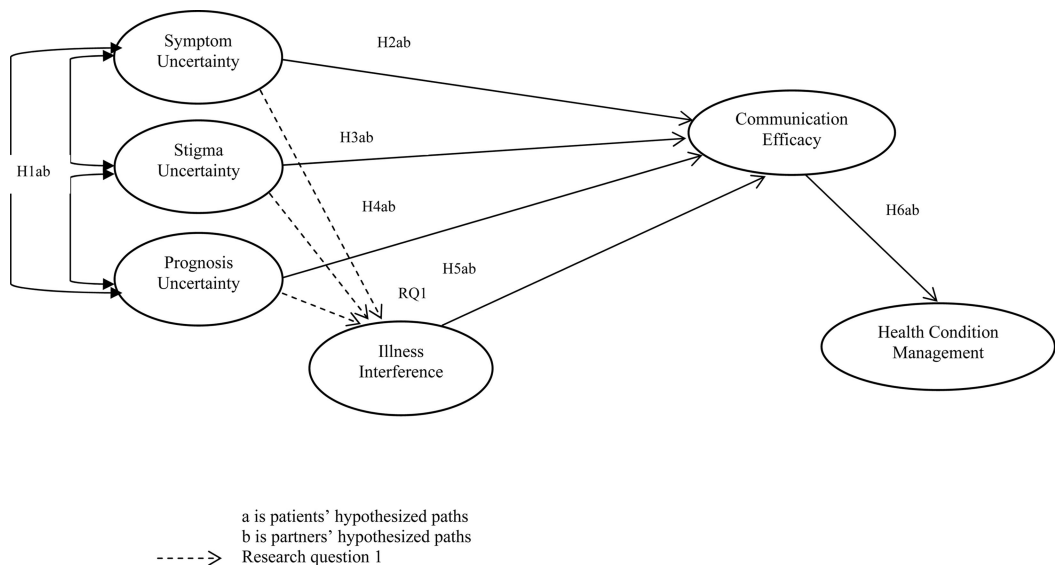 Symptom
Uncertainty
H2ab
Communication
Efficacy
H3ab
Stigma
Uncertainty
H1ab
H4ab
H6ab
Prognosis
Uncertainty
H5ab
RQ1
Illness
Interference
Health Condition
Management
a is patients’ hypothesized paths
b is partners’ hypothesized paths
Research question 1